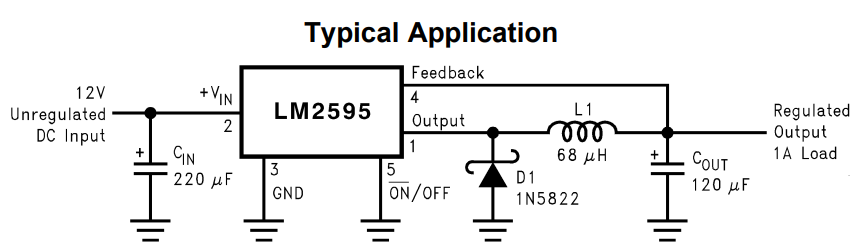 Typical Application
Feedback
12V
Unregulated
DC Input
+VIN
2
LM2595
4
Output
1
L1
68 μH
Regulated
Output
1A Load
+
CIN
220 μF
3
GND
5
ON/OFF
D1
1N5822
+
COUT
120 μF